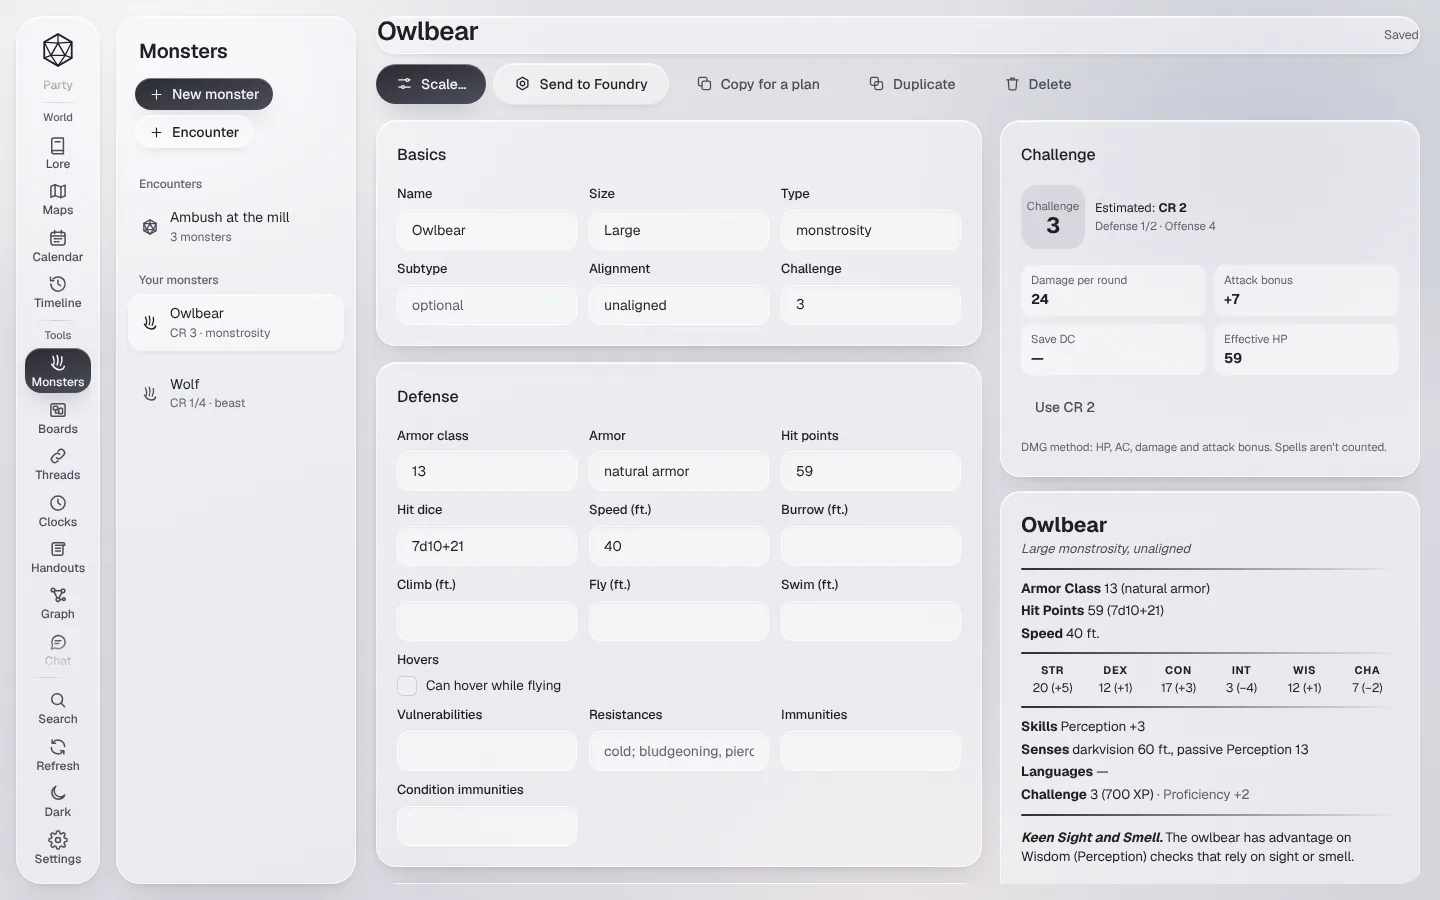 Party
World
Lore
Maps
Calendar
Timeline
Tools
Monsters
Boards
Threads
Clocks
Handouts
Graph
Chat
Search
Refresh
Dark
Settings
Monsters
+ New monster
+ Encounter
Encounters
Ambush at the mill
3 monsters
Your monsters
Owlbear
CR 3 · monstrosity
Wolf
CR 1/4 · beast
Owlbear
Saved
Scale... Send to Foundry Copy for a plan Duplicate Delete
Basics
Name Size Type
Owlbear Large monstrosity
Subtype Alignment Challenge
optional unaligned 3
Defense
Armor class Armor Hit points
13 natural armor 59
Hit dice Speed (ft.) Burrow (ft.)
7d10+21 40
Climb (ft.) Fly (ft.) Swim (ft.)
Hovers
Can hover while flying
Vulnerabilities Resistances Immunities
cold; bludgeoning, pierc
Condition immunities
Challenge
Challenge
3
Estimated: CR 2
Defense 1/2 · Offense 4
Damage per round
24
Attack bonus
+7
Save DC
—
Effective HP
59
Use CR 2
DMG method: HP, AC, damage and attack bonus. Spells aren't counted.
Owlbear
Large monstrosity, unaligned
Armor Class 13 (natural armor)
Hit Points 59 (7d10+21)
Speed 40 ft.
STR DEX CON INT WIS CHA
20 (+5) 12 (+1) 17 (+3) 3 (−4) 12 (+1) 7 (−2)
Skills Perception +3
Senses darkvision 60 ft., passive Perception 13
Languages —
Challenge 3 (700 XP) · Proficiency +2
Keen Sight and Smell. The owlbear has advantage on
Wisdom (Perception) checks that rely on sight or smell.